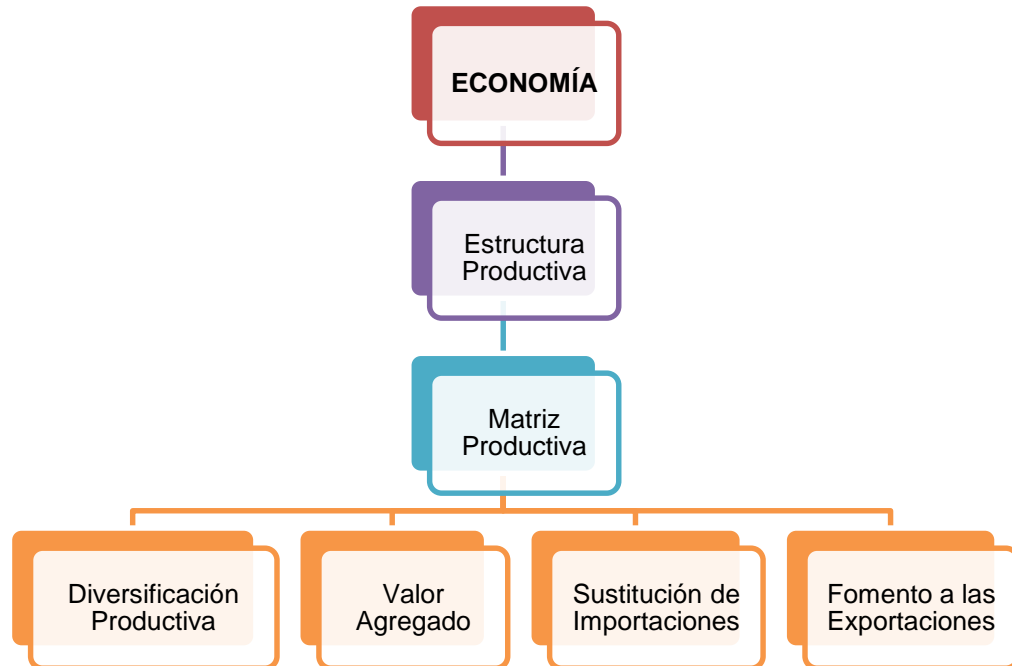 ECONOMÍA
Estructura
Productiva
Matriz
Productiva
Diversificación
Productiva
Valor
Agregado
Sustitución de
Importaciones
Fomento a las
Exportaciones